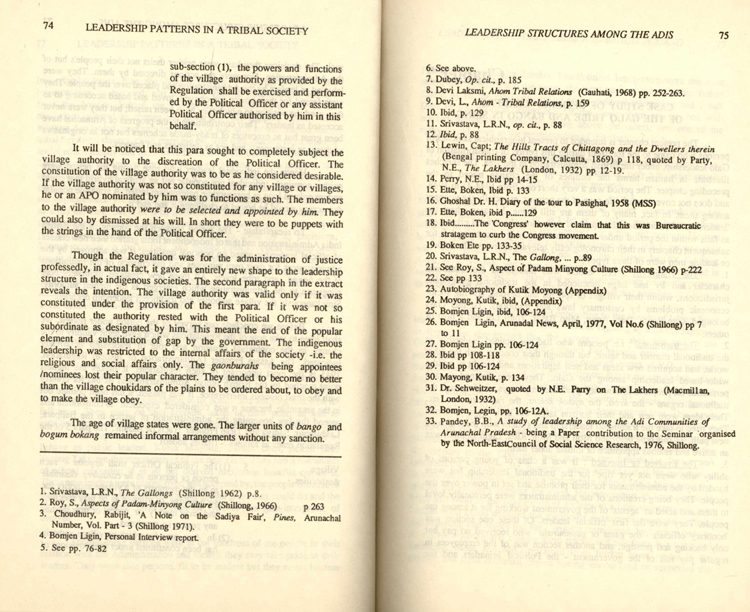 74
LEADERSHIP PATTERNS IN A TRIBAL SOCIETY
sub-section (1), the powers and functions
of the village authority as provided by the
Regulation shall be exercised and perform-
ed by the Political Officer or any assistant
Political Officer authorised by him in this
behalf.
It will be noticed that this para sought to completely subject the
village authority to the discreation of the Political Officer. The
constitution of the village authority was to be as he considered desirable.
If the village authority was not so constituted for any village or villages,
he or an APO nominated by him was to functions as such. The members
to the village authority were to be selected and appointed by him. They
could also by dismissed at his will. In short they were to be puppets with
the strings in the hand of the Political Officer.
Though the Regulation was for the administration of justice
professedly, in actual fact, it gave an entirely new shape to the leadership
structure in the indigenous societies. The second paragraph in the extract
reveals the intention. The village authority was valid only if it was
constituted under the provision of the first para. If it was not so
constituted the authority rested with the Political Officer or his
subordinate as designated by him. This meant the end of the popular
element and substitution of gap by the government. The indigenous
leadership was restricted to the internal affairs of the society -i.e. the
religious and social affairs only. The gaonburahs being appointees
/nominees lost their popular character. They tended to become no better
than the village choukidars of the plains to be ordered about, to obey and
to make the village obey.
The age of village states were gone. The larger units of bango and
bogum bokang remained informal arrangements without any sanction.
1. Srivastava, L.R.N., The Gallongs (Shillong 1962) p.8.
2. Roy, S., Aspects of Padam-Minyong Culture (Shillong, 1966) p 263
3. Choudhury, Rabijit, 'A Note on the Sadiya Fair', Pines, Arunachal
Number, Vol. Part - 3 (Shillong 1971).
4. Bomjen Ligin, Personal Interview report.
5. See pp. 76-82
LEADERSHIP STRUCTURES AMONG THE ADIS
75
6. See above.
7. Dubey, Op. cit., p. 185
8. Devi Laksmi, Ahom Tribal Relations (Gauhati, 1968) pp. 252-263.
9. Devi, L., Ahom - Tribal Relations, p. 159
10. Ibid, p. 129
11. Srivastava, L.R.N., op. cit., p. 88
12. Ibid, p. 88
13. Lewin, Capt; The Hills Tracts of Chittagong and the Dwellers therein
(Bengal printing Company, Calcutta, 1869) p 118, quoted by Party,
N.E., The Lakhers (London, 1932) pp 12-19.
14. Perry, N.E., Ibid pp 14-15
15. Ette, Boken, Ibid p. 133
16. Ghoshal Dr. H. Diary of the tour to Pasighat, 1958 (MSS)
17. Ette, Boken, ibid p......129
18. Ibid.........The 'Congress' however claim that this was Bureaucratic
stratagem to curb the Congress movement.
19. Boken Ete pp. 133-35
20. Srivastava, L.R.N., The Gallong, ... p..89
21. See Roy, S., Aspect of Padam Minyong Culture (Shillong 1966) p-222
22. See pp 133
23. Autobiography of Kutik Moyong (Appendix)
24. Moyong, Kutik, ibid, (Appendix)
25. Bomjen Ligin, ibid, 106-124
26. Bomjen Ligin, Arunadal News, April, 1977, Vol No.6 (Shillong) pp 7
to 11
27. Bomjen Ligin pp. 106-124
28. Ibid pp 108-118
29. Ibid pp 106-124
30. Mayong, Kutik, p. 134
31. Dr. Schweitzer, quoted by N.E. Parry on The Lakhers (Macmillan,
London, 1932)
32. Bomjen, Legin, pp. 106-12A.
33. Pandey, B.B., A study of leadership among the Adi Communities of
Arunachal Pradesh - being a Paper contribution to the Seminar organised
by the North-EastCouncil of Social Science Research, 1976, Shillong.